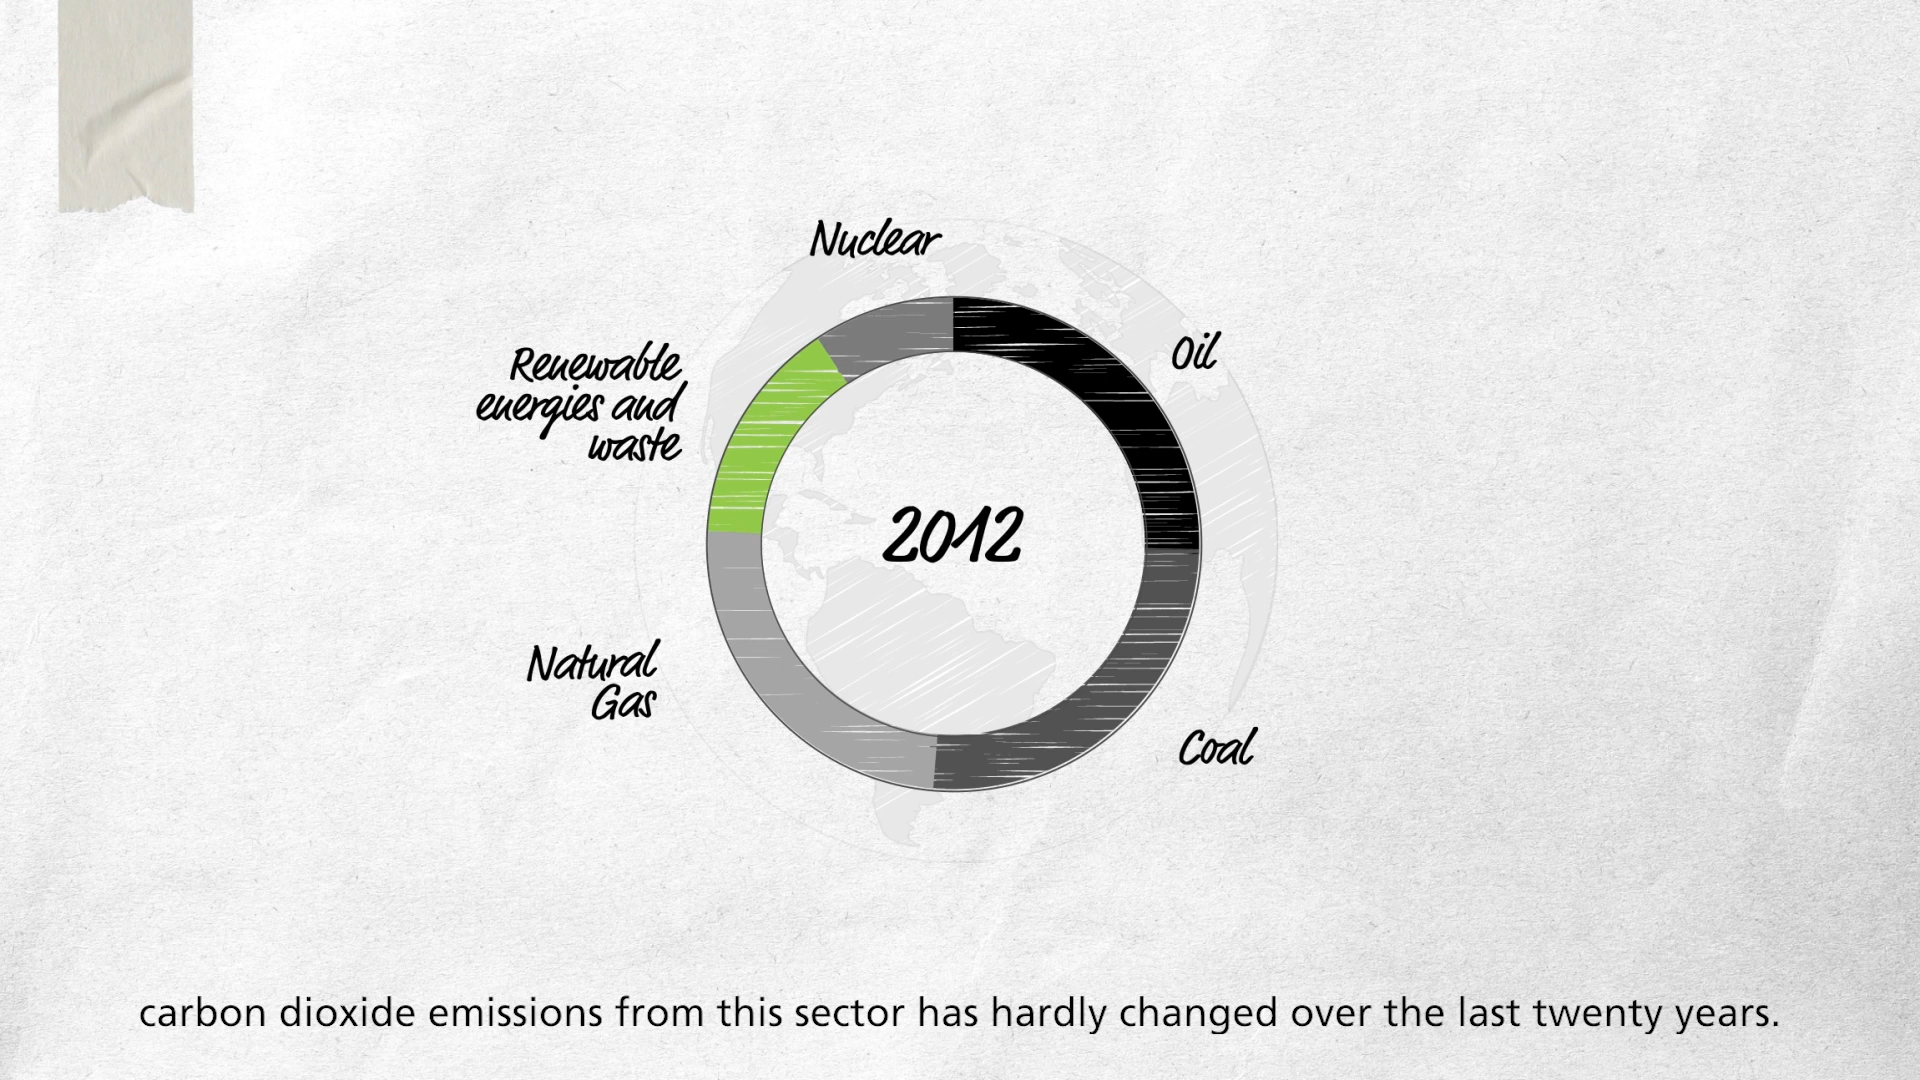 Nuclear
Oil
Renewable
energies and
waste
2012
Natural
Gas
Coal
carbon dioxide emissions from this sector has hardly changed over the last twenty years.